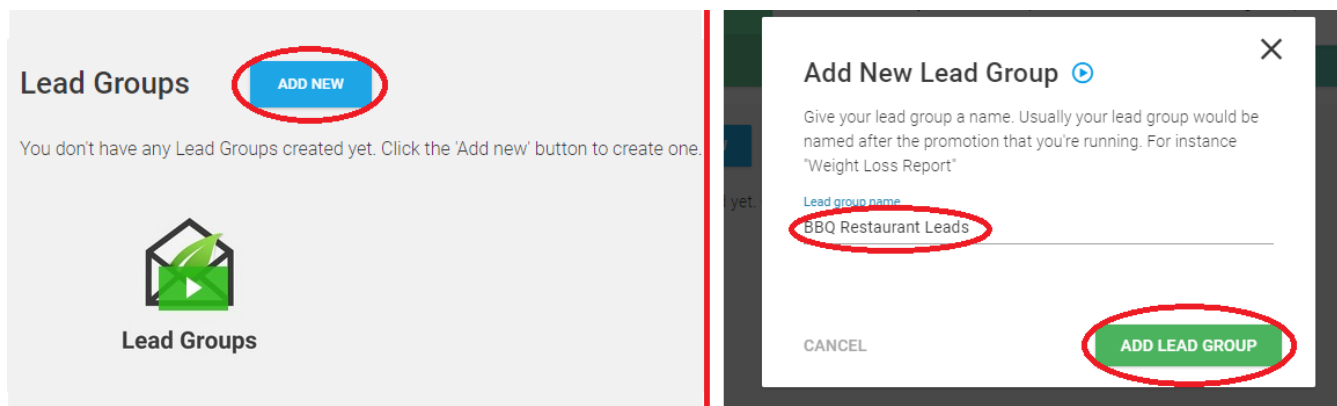 Lead Groups
ADD NEW
You don't have any Lead Groups created yet. Click the 'Add new' button to create one.
Lead Groups
Add New Lead Group
Give your lead group a name. Usually your lead group would be
named after the promotion that you're running. For instance
"Weight Loss Report"
yet.
Lead group name
BBQ Restaurant Leads
CANCEL
ADD LEAD GROUP